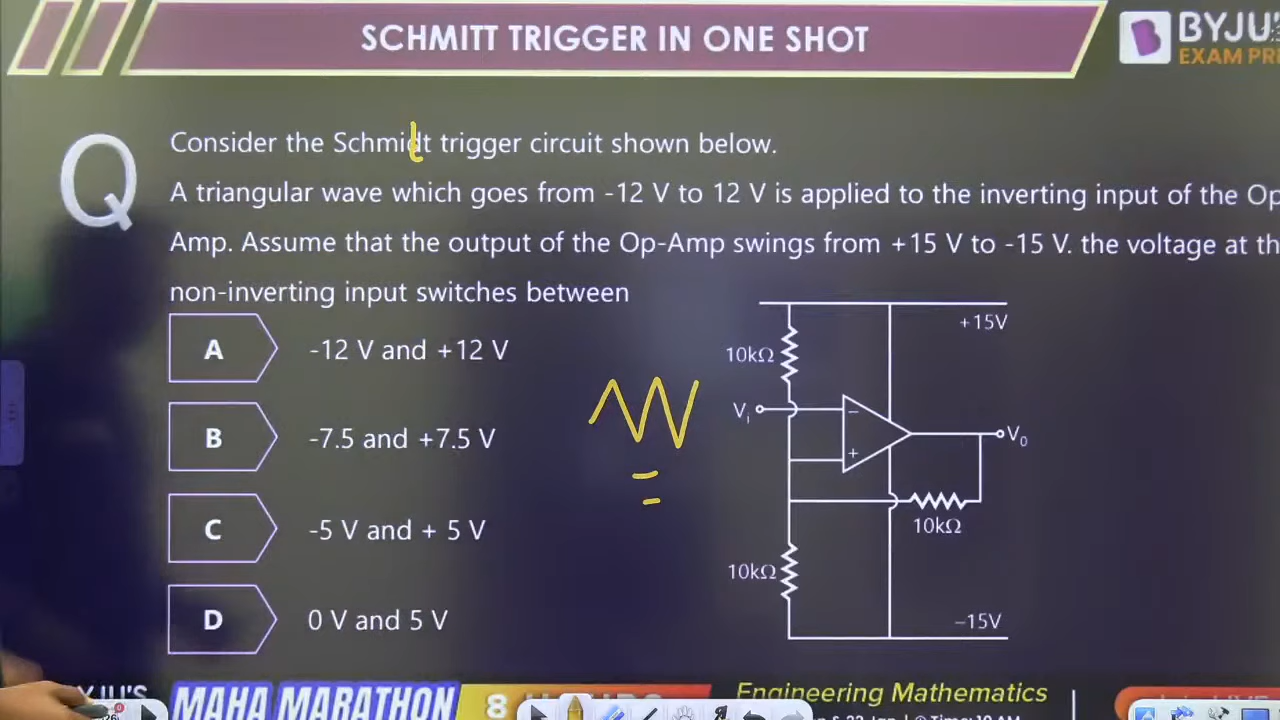 SCHMITT TRIGGER IN ONE SHOT
BYJU'S
EXAM PRE
Q
Consider the Schmidt trigger circuit shown below.
A triangular wave which goes from -12 V to 12 V is applied to the inverting input of the Op
Amp. Assume that the output of the Op-Amp swings from +15 V to -15 V. the voltage at th
non-inverting input switches between
A
-12 V and +12 V
B
-7.5 and +7.5 V
C
-5 V and + 5 V
D
0 V and 5 V
+15V
10kΩ
Vi
−
+
V0
10kΩ
10kΩ
–15V
BYJU'S
MAHA MARATHON
8
Engineering Mathematics